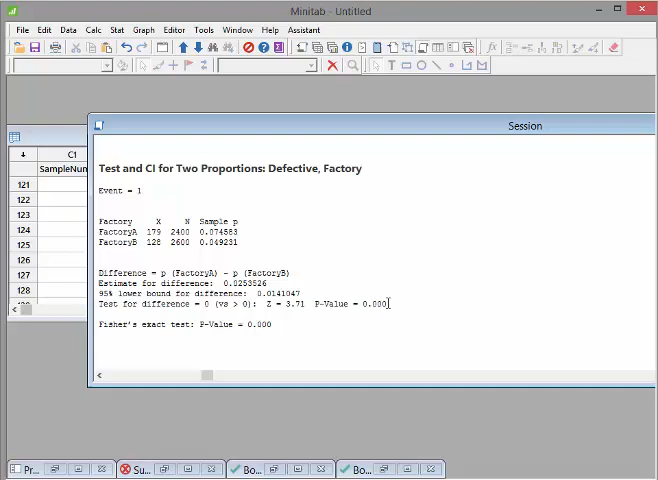 Minitab - Untitled
File Edit Data Calc Stat Graph Editor Tools Window Help Assistant
Session
C1
SampleNum
121
122
123
124
125
126
127
128
Test and CI for Two Proportions: Defective, Factory
Event = 1
Factory X N Sample p
FactoryA 179 2400 0.074583
FactoryB 128 2600 0.049231
Difference = p (FactoryA) - p (FactoryB)
Estimate for difference: 0.0253526
95% lower bound for difference: 0.0141047
Test for difference = 0 (vs > 0): Z = 3.71 P-Value = 0.000
Fisher's exact test: P-Value = 0.000
Pr... Su... Bo... Bo...